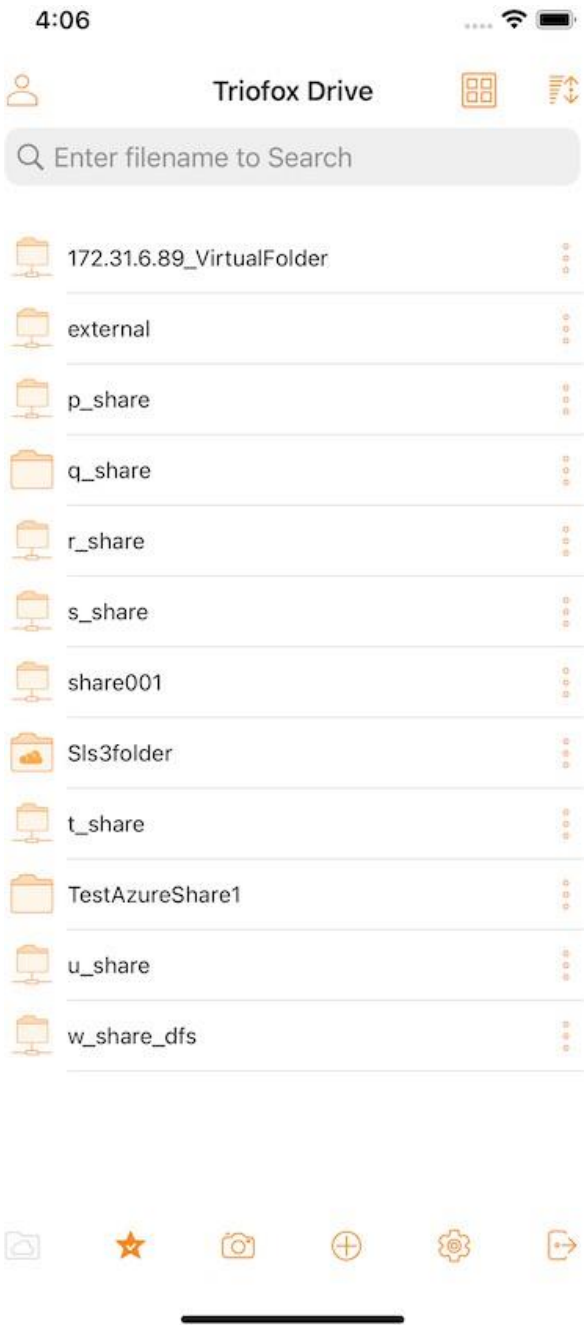 4:06
Triofox Drive
Enter filename to Search
172.31.6.89_VirtualFolder
external
p_share
q_share
r_share
s_share
share001
Sls3folder
t_share
TestAzureShare1
u_share
w_share_dfs